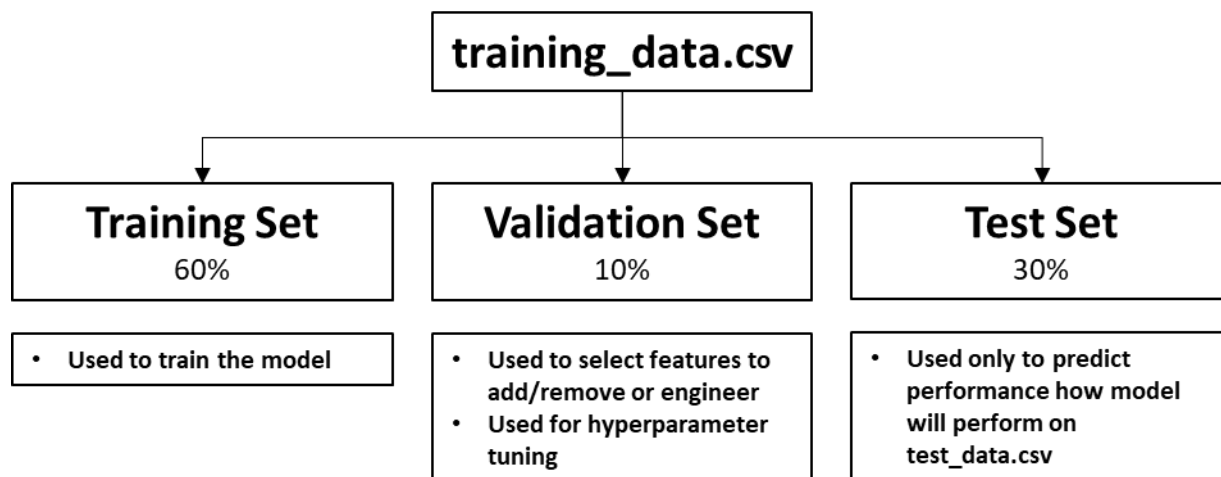 training_data.csv
Training Set
60%
Validation Set
10%
Test Set
30%
• Used to train the model
• Used to select features to
add/remove or engineer
• Used for hyperparameter
tuning
• Used only to predict
performance how model
will perform on
test_data.csv